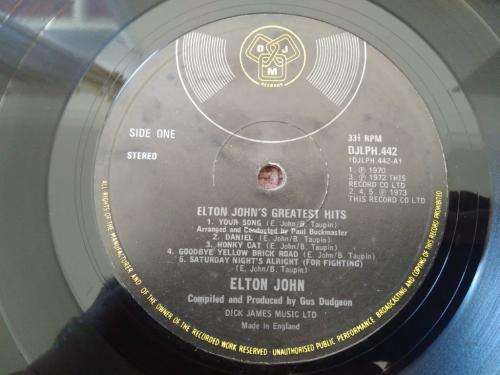 DJM
RECORDS
SIDE ONE
STEREO
33⅓ RPM
DJLPH.442
(DJLPH.442-A)
1. ℗ 1970
3. ℗ 1972 THIS
RECORD CO LTD
2, 4, 5. ℗ 1973
THIS RECORD CO LTD
ELTON JOHN'S GREATEST HITS
1. YOUR SONG (E. John/B. Taupin)
Arranged and Conducted by Paul Buckmaster
2. DANIEL (E. John/B. Taupin)
3. HONKY CAT (E. John/B. Taupin)
4. GOODBYE YELLOW BRICK ROAD (E. John/B. Taupin)
5. SATURDAY NIGHT'S ALRIGHT (FOR FIGHTING)
(E. John/B. Taupin)
ELTON JOHN
Compiled and Produced by Gus Dudgeon
DICK JAMES MUSIC LTD
Made in England
ALL RIGHTS OF THE MANUFACTURER AND OF THE OWNER OF THE RECORDED WORK RESERVED · UNAUTHORISED PUBLIC PERFORMANCE, BROADCASTING AND COPYING OF THIS RECORD PROHIBITED